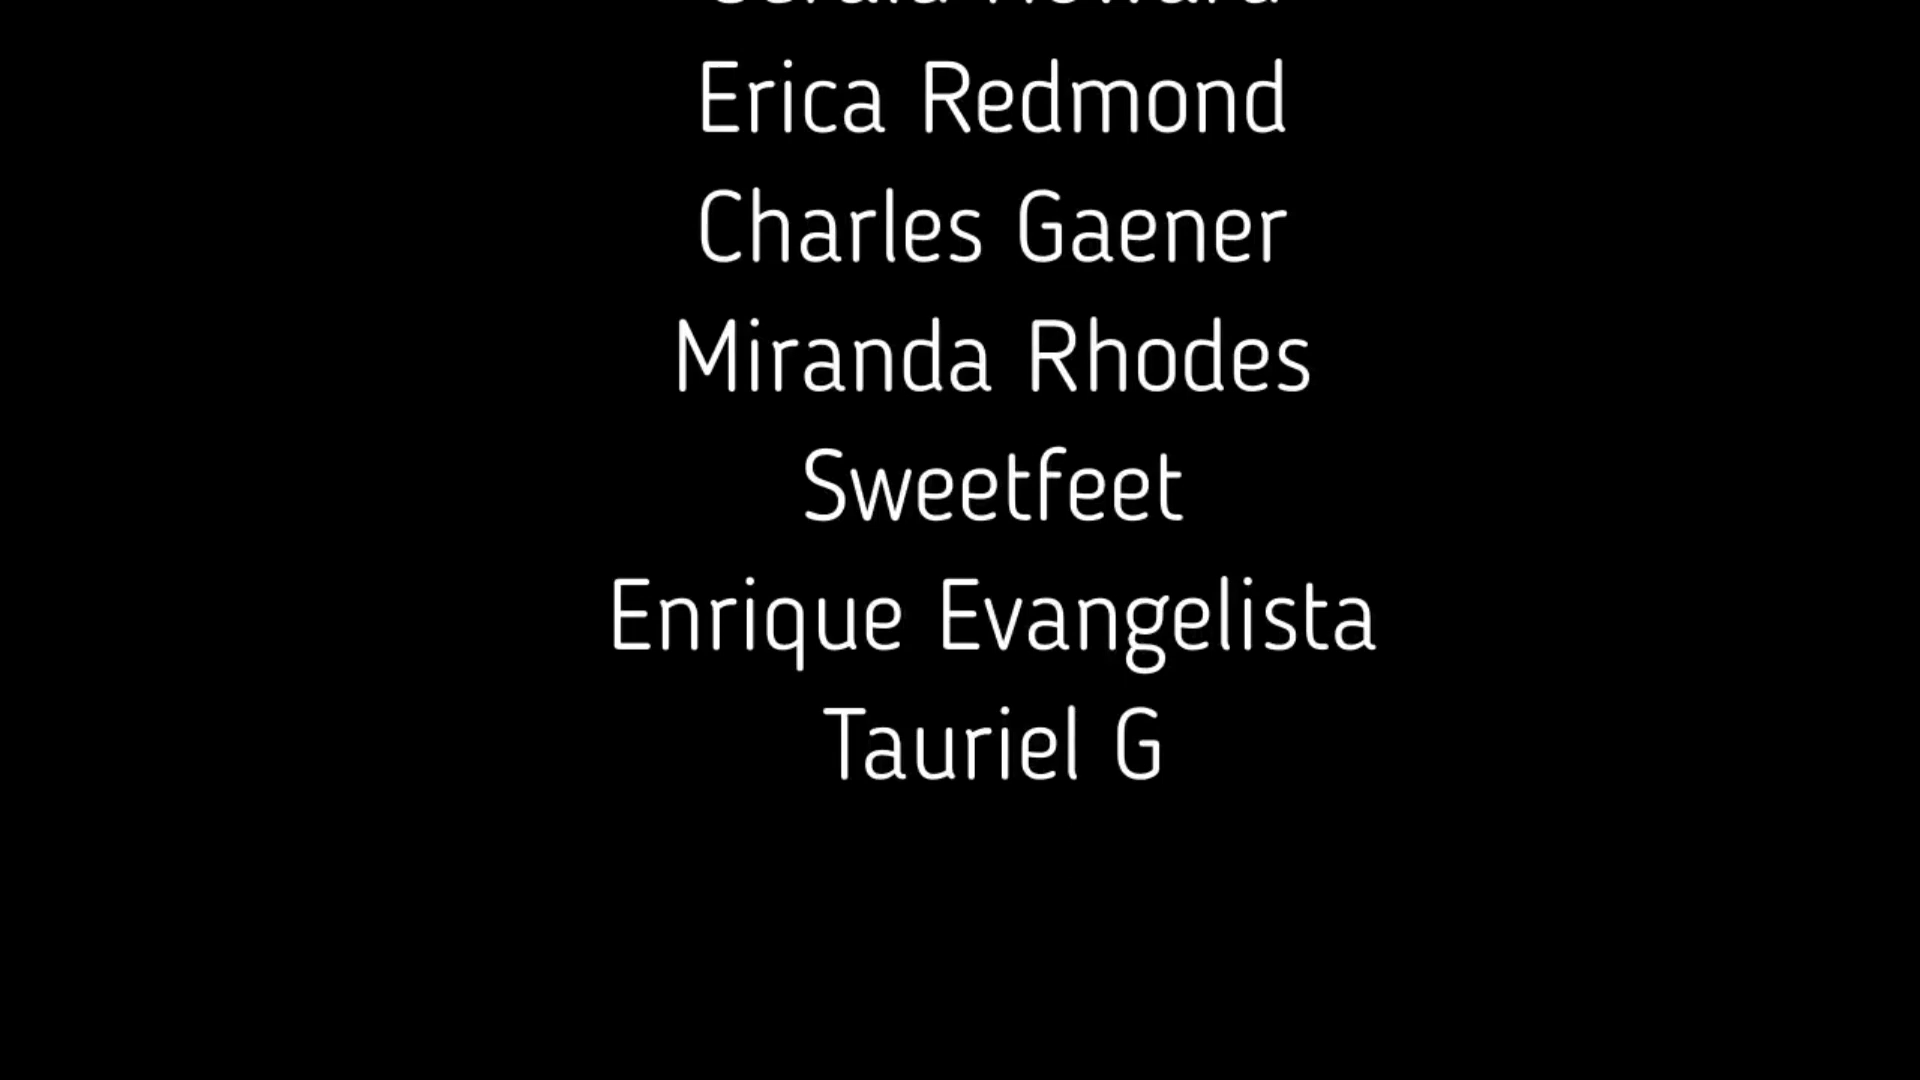 Erica Redmond
Charles Gaener
Miranda Rhodes
Sweetfeet
Enrique Evangelista
Tauriel G